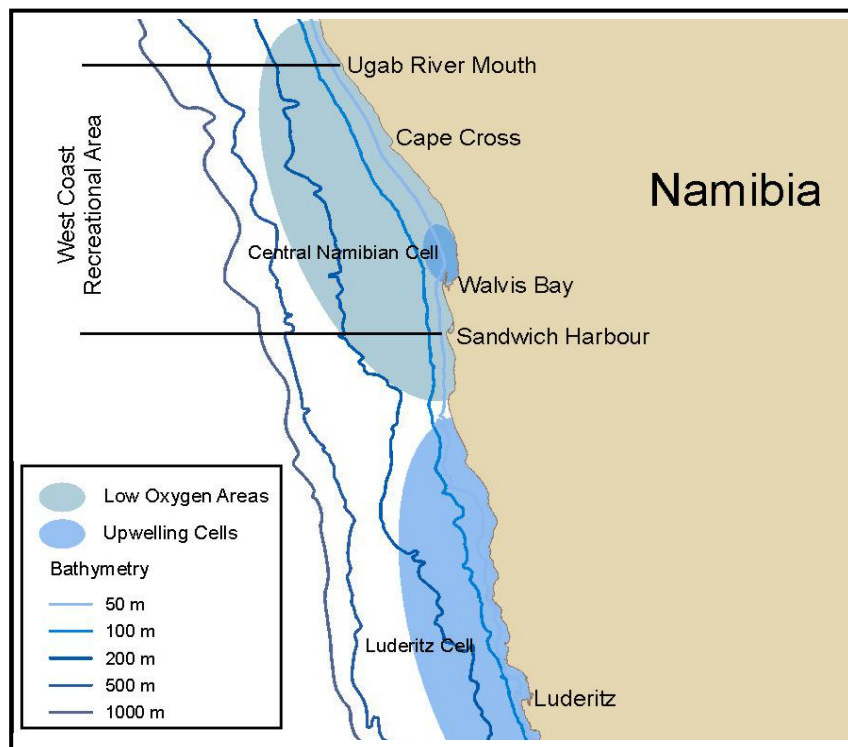 Ugab River Mouth
Cape Cross
West Coast
Recreational Area
Namibia
Central Namibian Cell
Walvis Bay
Sandwich Harbour
Low Oxygen Areas
Upwelling Cells
Bathymetry
50 m
100 m
200 m
500 m
1000 m
Luderitz Cell
Luderitz